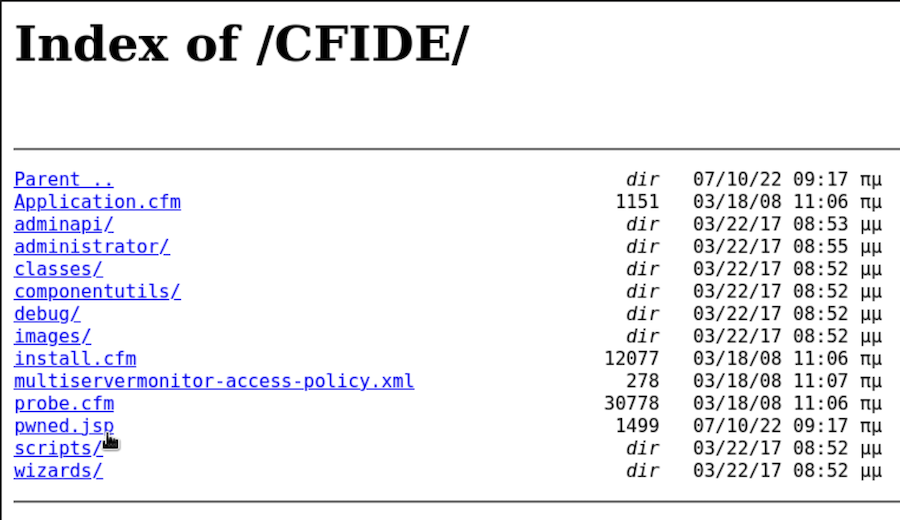 Index of /CFIDE/
Parent .. dir 07/10/22 09:17 πμ
Application.cfm 1151 03/18/08 11:06 πμ
adminapi/ dir 03/22/17 08:53 μμ
administrator/ dir 03/22/17 08:55 μμ
classes/ dir 03/22/17 08:52 μμ
componentutils/ dir 03/22/17 08:52 μμ
debug/ dir 03/22/17 08:52 μμ
images/ dir 03/22/17 08:52 μμ
install.cfm 12077 03/18/08 11:06 πμ
multiservermonitor-access-policy.xml 278 03/18/08 11:07 πμ
probe.cfm 30778 03/18/08 11:06 πμ
pwned.jsp 1499 07/10/22 09:17 πμ
scripts/ dir 03/22/17 08:52 μμ
wizards/ dir 03/22/17 08:52 μμ